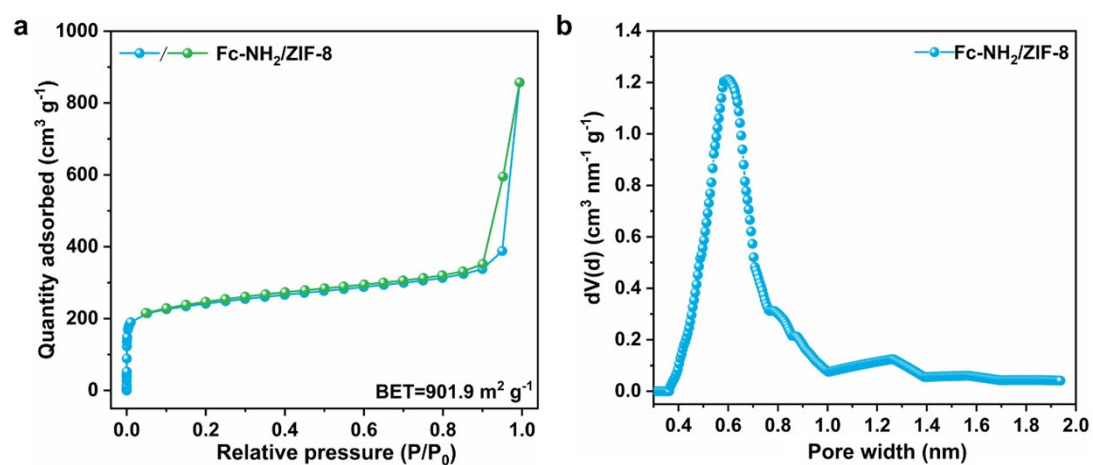 a
1000
800
600
400
200
0
Quantity adsorbed (cm³ g⁻¹)
/ Fc-NH₂/ZIF-8
BET=901.9 m² g⁻¹
0.0 0.2 0.4 0.6 0.8 1.0
Relative pressure (P/P₀)
b
1.4
1.2
1.0
0.8
0.6
0.4
0.2
0.0
dV(d) (cm³ nm⁻¹ g⁻¹)
Fc-NH₂/ZIF-8
0.4 0.6 0.8 1.0 1.2 1.4 1.6 1.8 2.0
Pore width (nm)